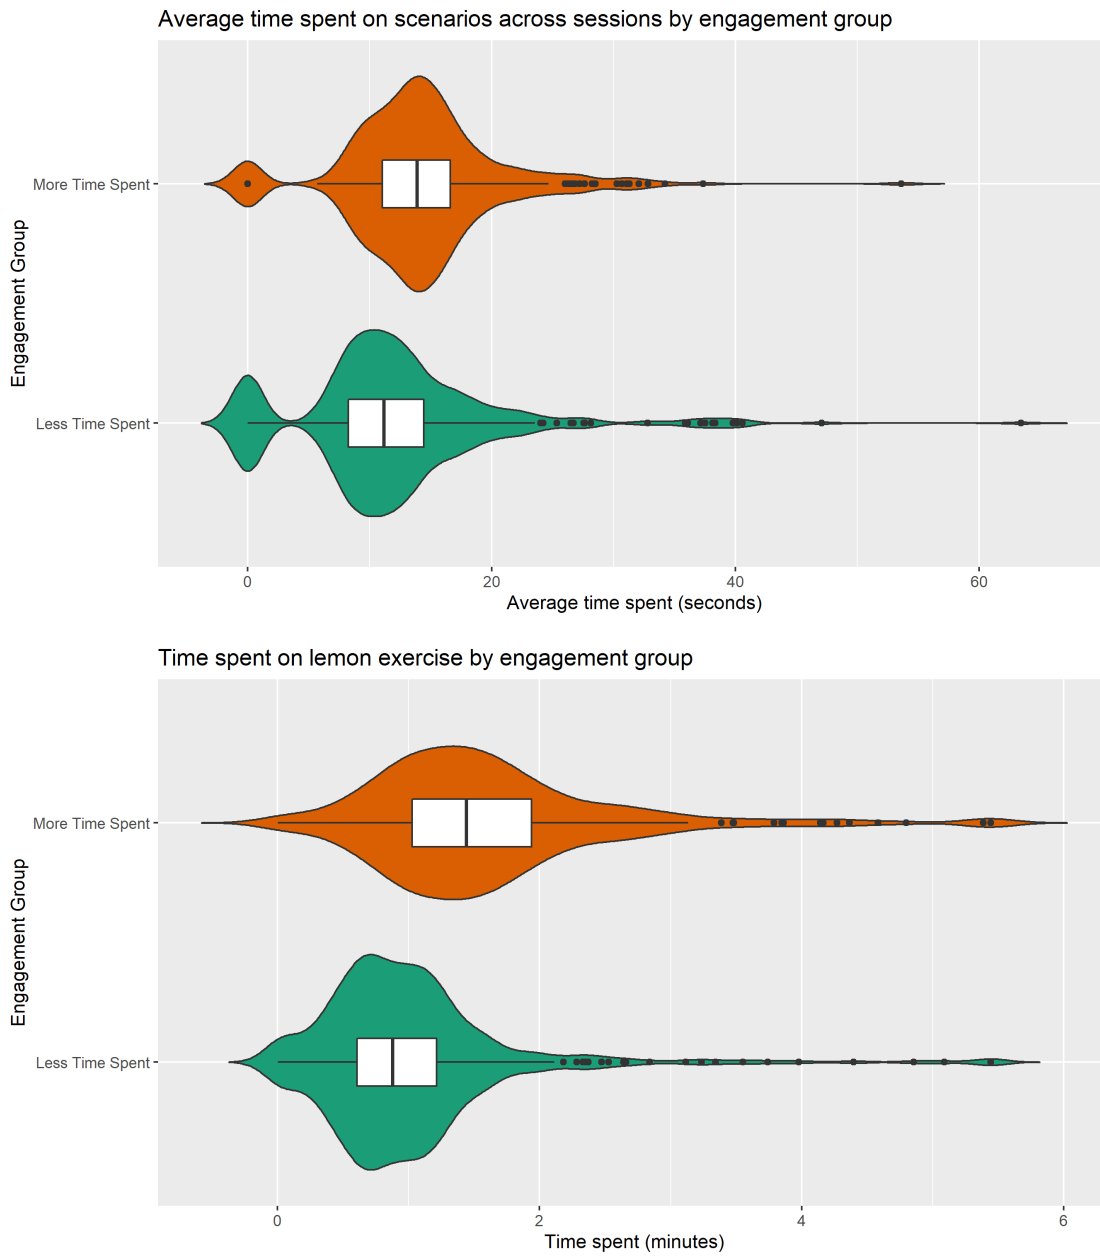 Average time spent on scenarios across sessions by engagement group
Engagement Group
More Time Spent
Less Time Spent
0
20
40
60
Average time spent (seconds)
Time spent on lemon exercise by engagement group
Engagement Group
More Time Spent
Less Time Spent
0
2
4
6
Time spent (minutes)